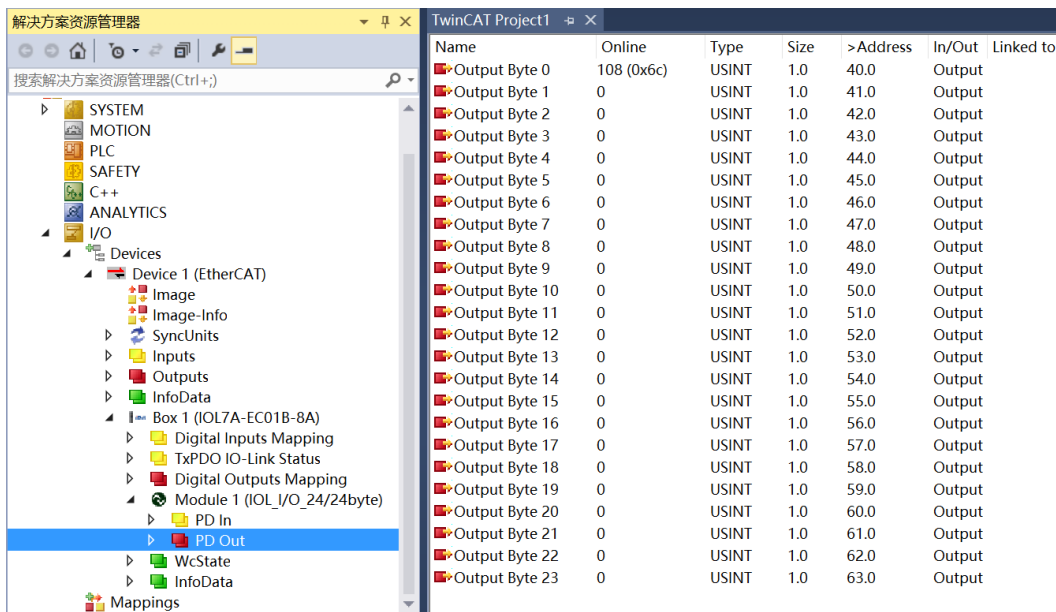 解决方案资源管理器
搜索解决方案资源管理器(Ctrl+;)
SYSTEM
MOTION
PLC
SAFETY
C++
ANALYTICS
I/O
Devices
Device 1 (EtherCAT)
Image
Image-Info
SyncUnits
Inputs
Outputs
InfoData
Box 1 (IOL7A-EC01B-8A)
Digital Inputs Mapping
TxPDO IO-Link Status
Digital Outputs Mapping
Module 1 (IOL_I/O_24/24byte)
PD In
PD Out
WcState
InfoData
Mappings
TwinCAT Project1
Name Online Type Size >Address In/Out Linked to
Output Byte 0 108 (0x6c) USINT 1.0 40.0 Output
Output Byte 1 0 USINT 1.0 41.0 Output
Output Byte 2 0 USINT 1.0 42.0 Output
Output Byte 3 0 USINT 1.0 43.0 Output
Output Byte 4 0 USINT 1.0 44.0 Output
Output Byte 5 0 USINT 1.0 45.0 Output
Output Byte 6 0 USINT 1.0 46.0 Output
Output Byte 7 0 USINT 1.0 47.0 Output
Output Byte 8 0 USINT 1.0 48.0 Output
Output Byte 9 0 USINT 1.0 49.0 Output
Output Byte 10 0 USINT 1.0 50.0 Output
Output Byte 11 0 USINT 1.0 51.0 Output
Output Byte 12 0 USINT 1.0 52.0 Output
Output Byte 13 0 USINT 1.0 53.0 Output
Output Byte 14 0 USINT 1.0 54.0 Output
Output Byte 15 0 USINT 1.0 55.0 Output
Output Byte 16 0 USINT 1.0 56.0 Output
Output Byte 17 0 USINT 1.0 57.0 Output
Output Byte 18 0 USINT 1.0 58.0 Output
Output Byte 19 0 USINT 1.0 59.0 Output
Output Byte 20 0 USINT 1.0 60.0 Output
Output Byte 21 0 USINT 1.0 61.0 Output
Output Byte 22 0 USINT 1.0 62.0 Output
Output Byte 23 0 USINT 1.0 63.0 Output